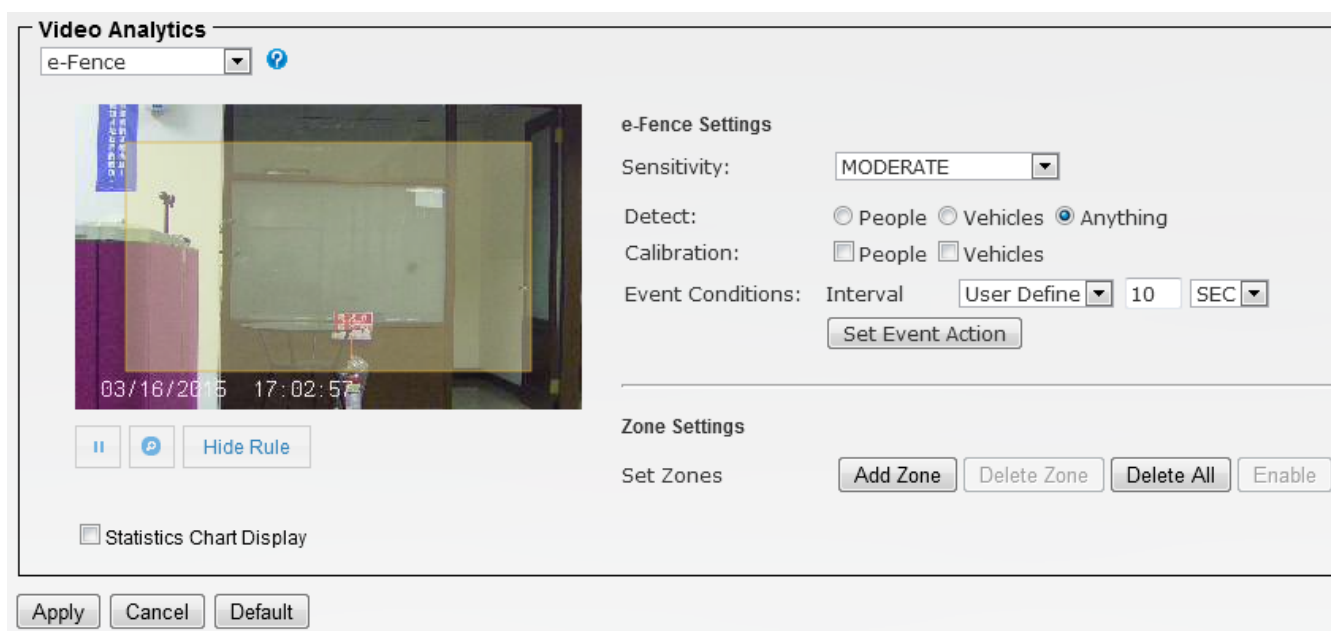 Video Analytics
e-Fence
e-Fence Settings
Sensitivity: MODERATE
Detect: People Vehicles Anything
Calibration: People Vehicles
Event Conditions: Interval User Define 10 SEC
Set Event Action
03/16/2015 17:02:57
Hide Rule
Zone Settings
Set Zones Add Zone Delete Zone Delete All Enable
Statistics Chart Display
Apply Cancel Default